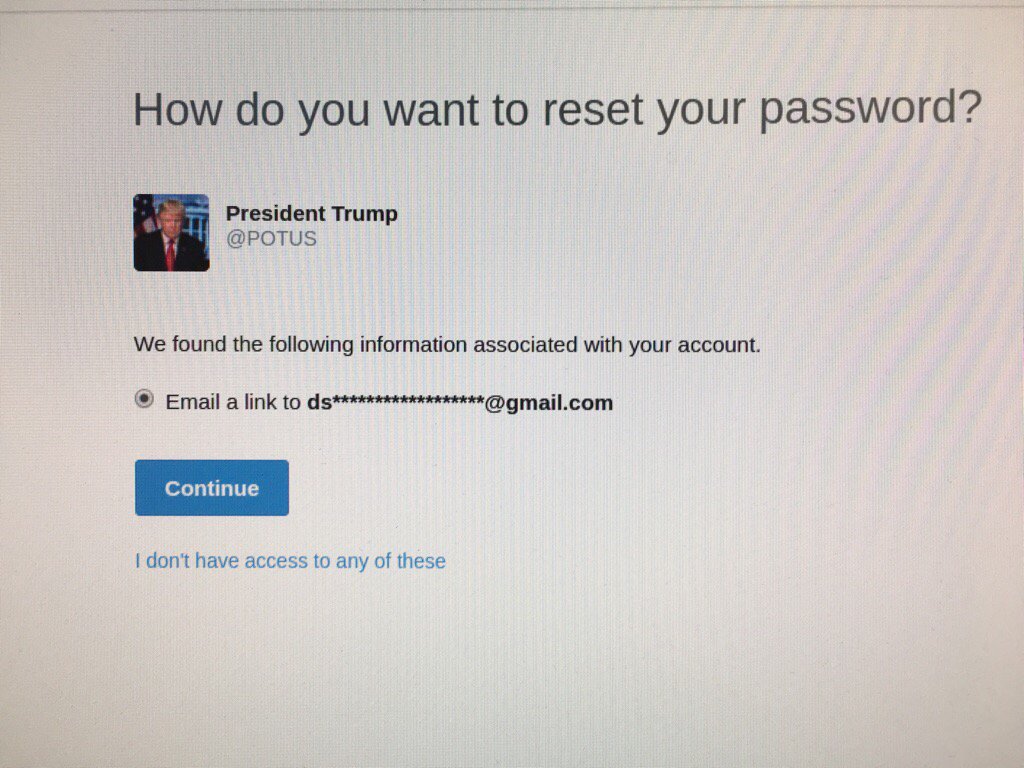 How do you want to reset your password?
President Trump
@POTUS
We found the following information associated with your account.
Email a link to ds******************@gmail.com
Continue
I don't have access to any of these